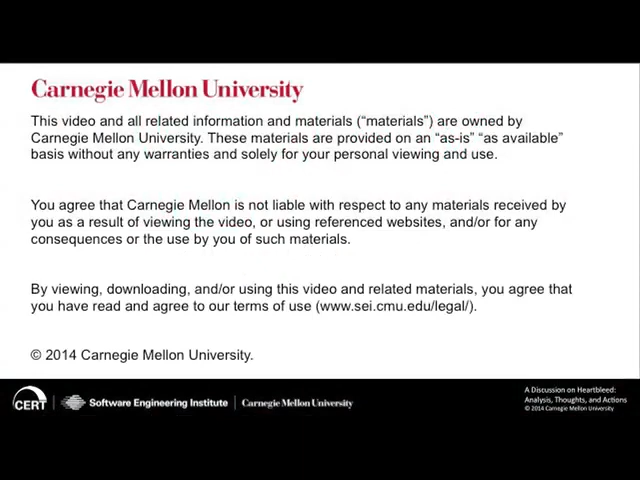 Carnegie Mellon University
This video and all related information and materials (“materials”) are owned by
Carnegie Mellon University. These materials are provided on an “as-is” “as available”
basis without any warranties and solely for your personal viewing and use.
You agree that Carnegie Mellon is not liable with respect to any materials received by
you as a result of viewing the video, or using referenced websites, and/or for any
consequences or the use by you of such materials.
By viewing, downloading, and/or using this video and related materials, you agree that
you have read and agree to our terms of use (www.sei.cmu.edu/legal/).
© 2014 Carnegie Mellon University.
CERT | Software Engineering Institute | Carnegie Mellon University
A Discussion on Heartbleed:
Analysis, Thoughts, and Actions
© 2014 Carnegie Mellon University